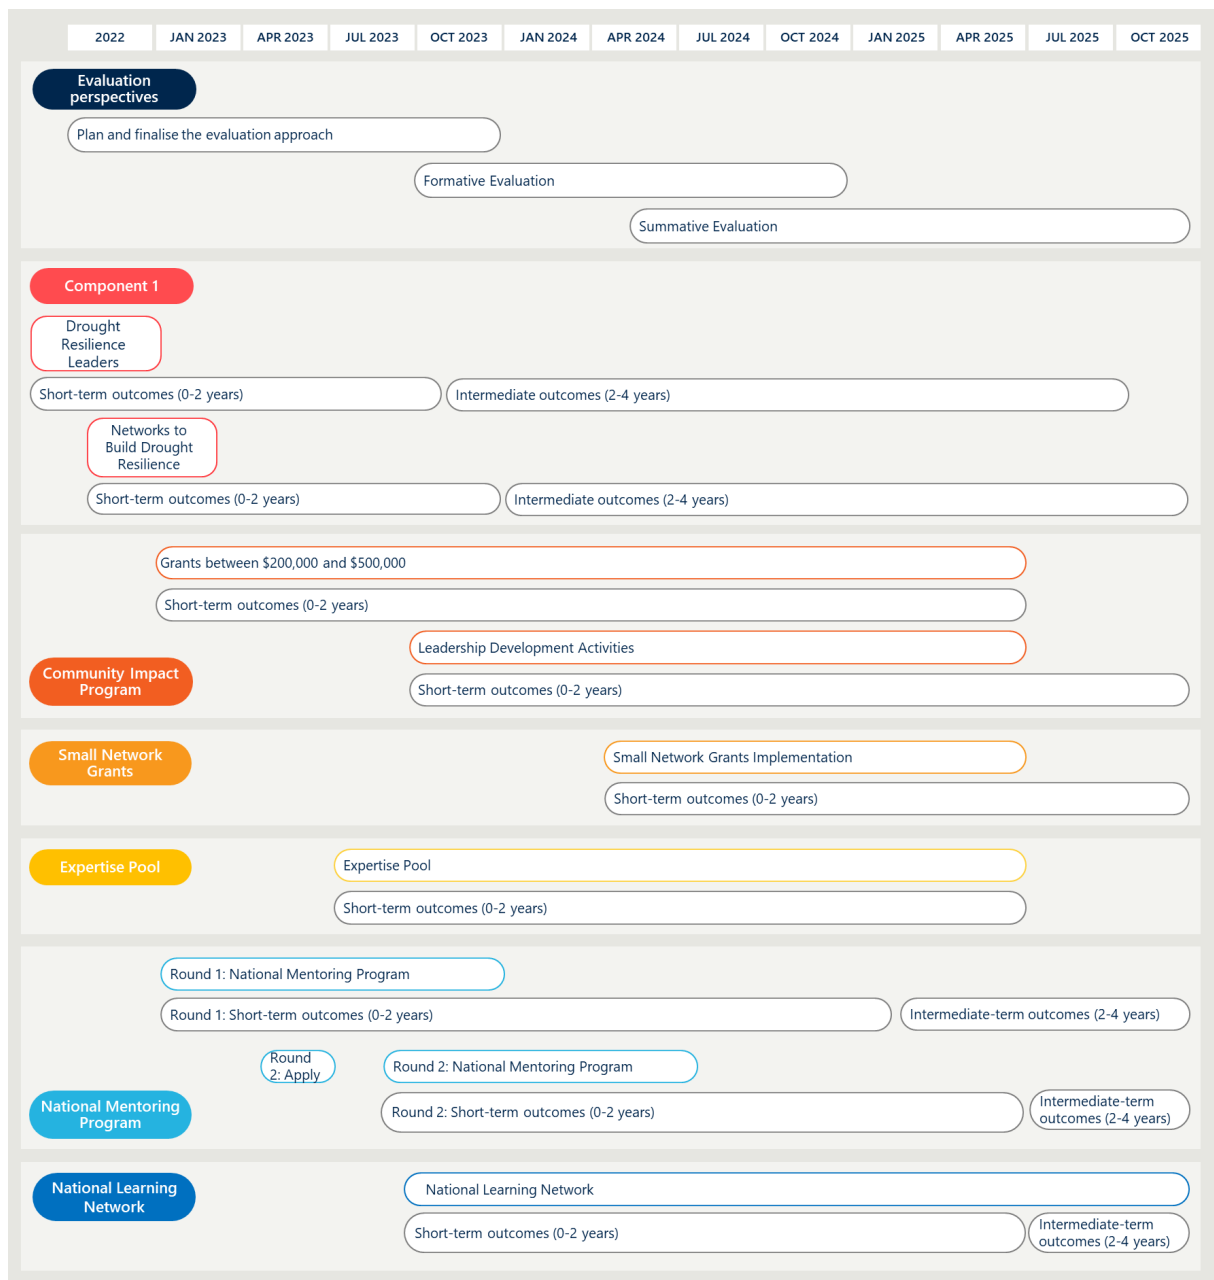 2022 JAN 2023 APR 2023 JUL 2023 OCT 2023 JAN 2024 APR 2024 JUL 2024 OCT 2024 JAN 2025 APR 2025 JUL 2025 OCT 2025
Evaluation
perspectives
Plan and finalise the evaluation approach
Formative Evaluation
Summative Evaluation
Component 1
Drought
Resilience
Leaders
Short-term outcomes (0-2 years)
Intermediate outcomes (2-4 years)
Networks to
Build Drought
Resilience
Short-term outcomes (0-2 years)
Intermediate outcomes (2-4 years)
Grants between $200,000 and $500,000
Short-term outcomes (0-2 years)
Leadership Development Activities
Community Impact
Program
Short-term outcomes (0-2 years)
Small Network
Grants
Small Network Grants Implementation
Short-term outcomes (0-2 years)
Expertise Pool
Expertise Pool
Short-term outcomes (0-2 years)
Round 1: National Mentoring Program
Round 1: Short-term outcomes (0-2 years)
Intermediate-term outcomes (2-4 years)
Round
2: Apply
Round 2: National Mentoring Program
National Mentoring
Program
Round 2: Short-term outcomes (0-2 years)
Intermediate-term
outcomes (2-4 years)
National Learning
Network
National Learning Network
Short-term outcomes (0-2 years)
Intermediate-term
outcomes (2-4 years)